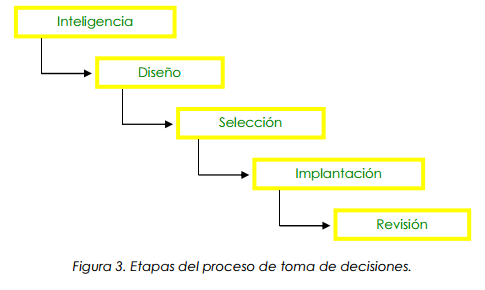 Inteligencia
Diseño
Selección
Implantación
Revisión
Figura 3. Etapas del proceso de toma de decisiones.